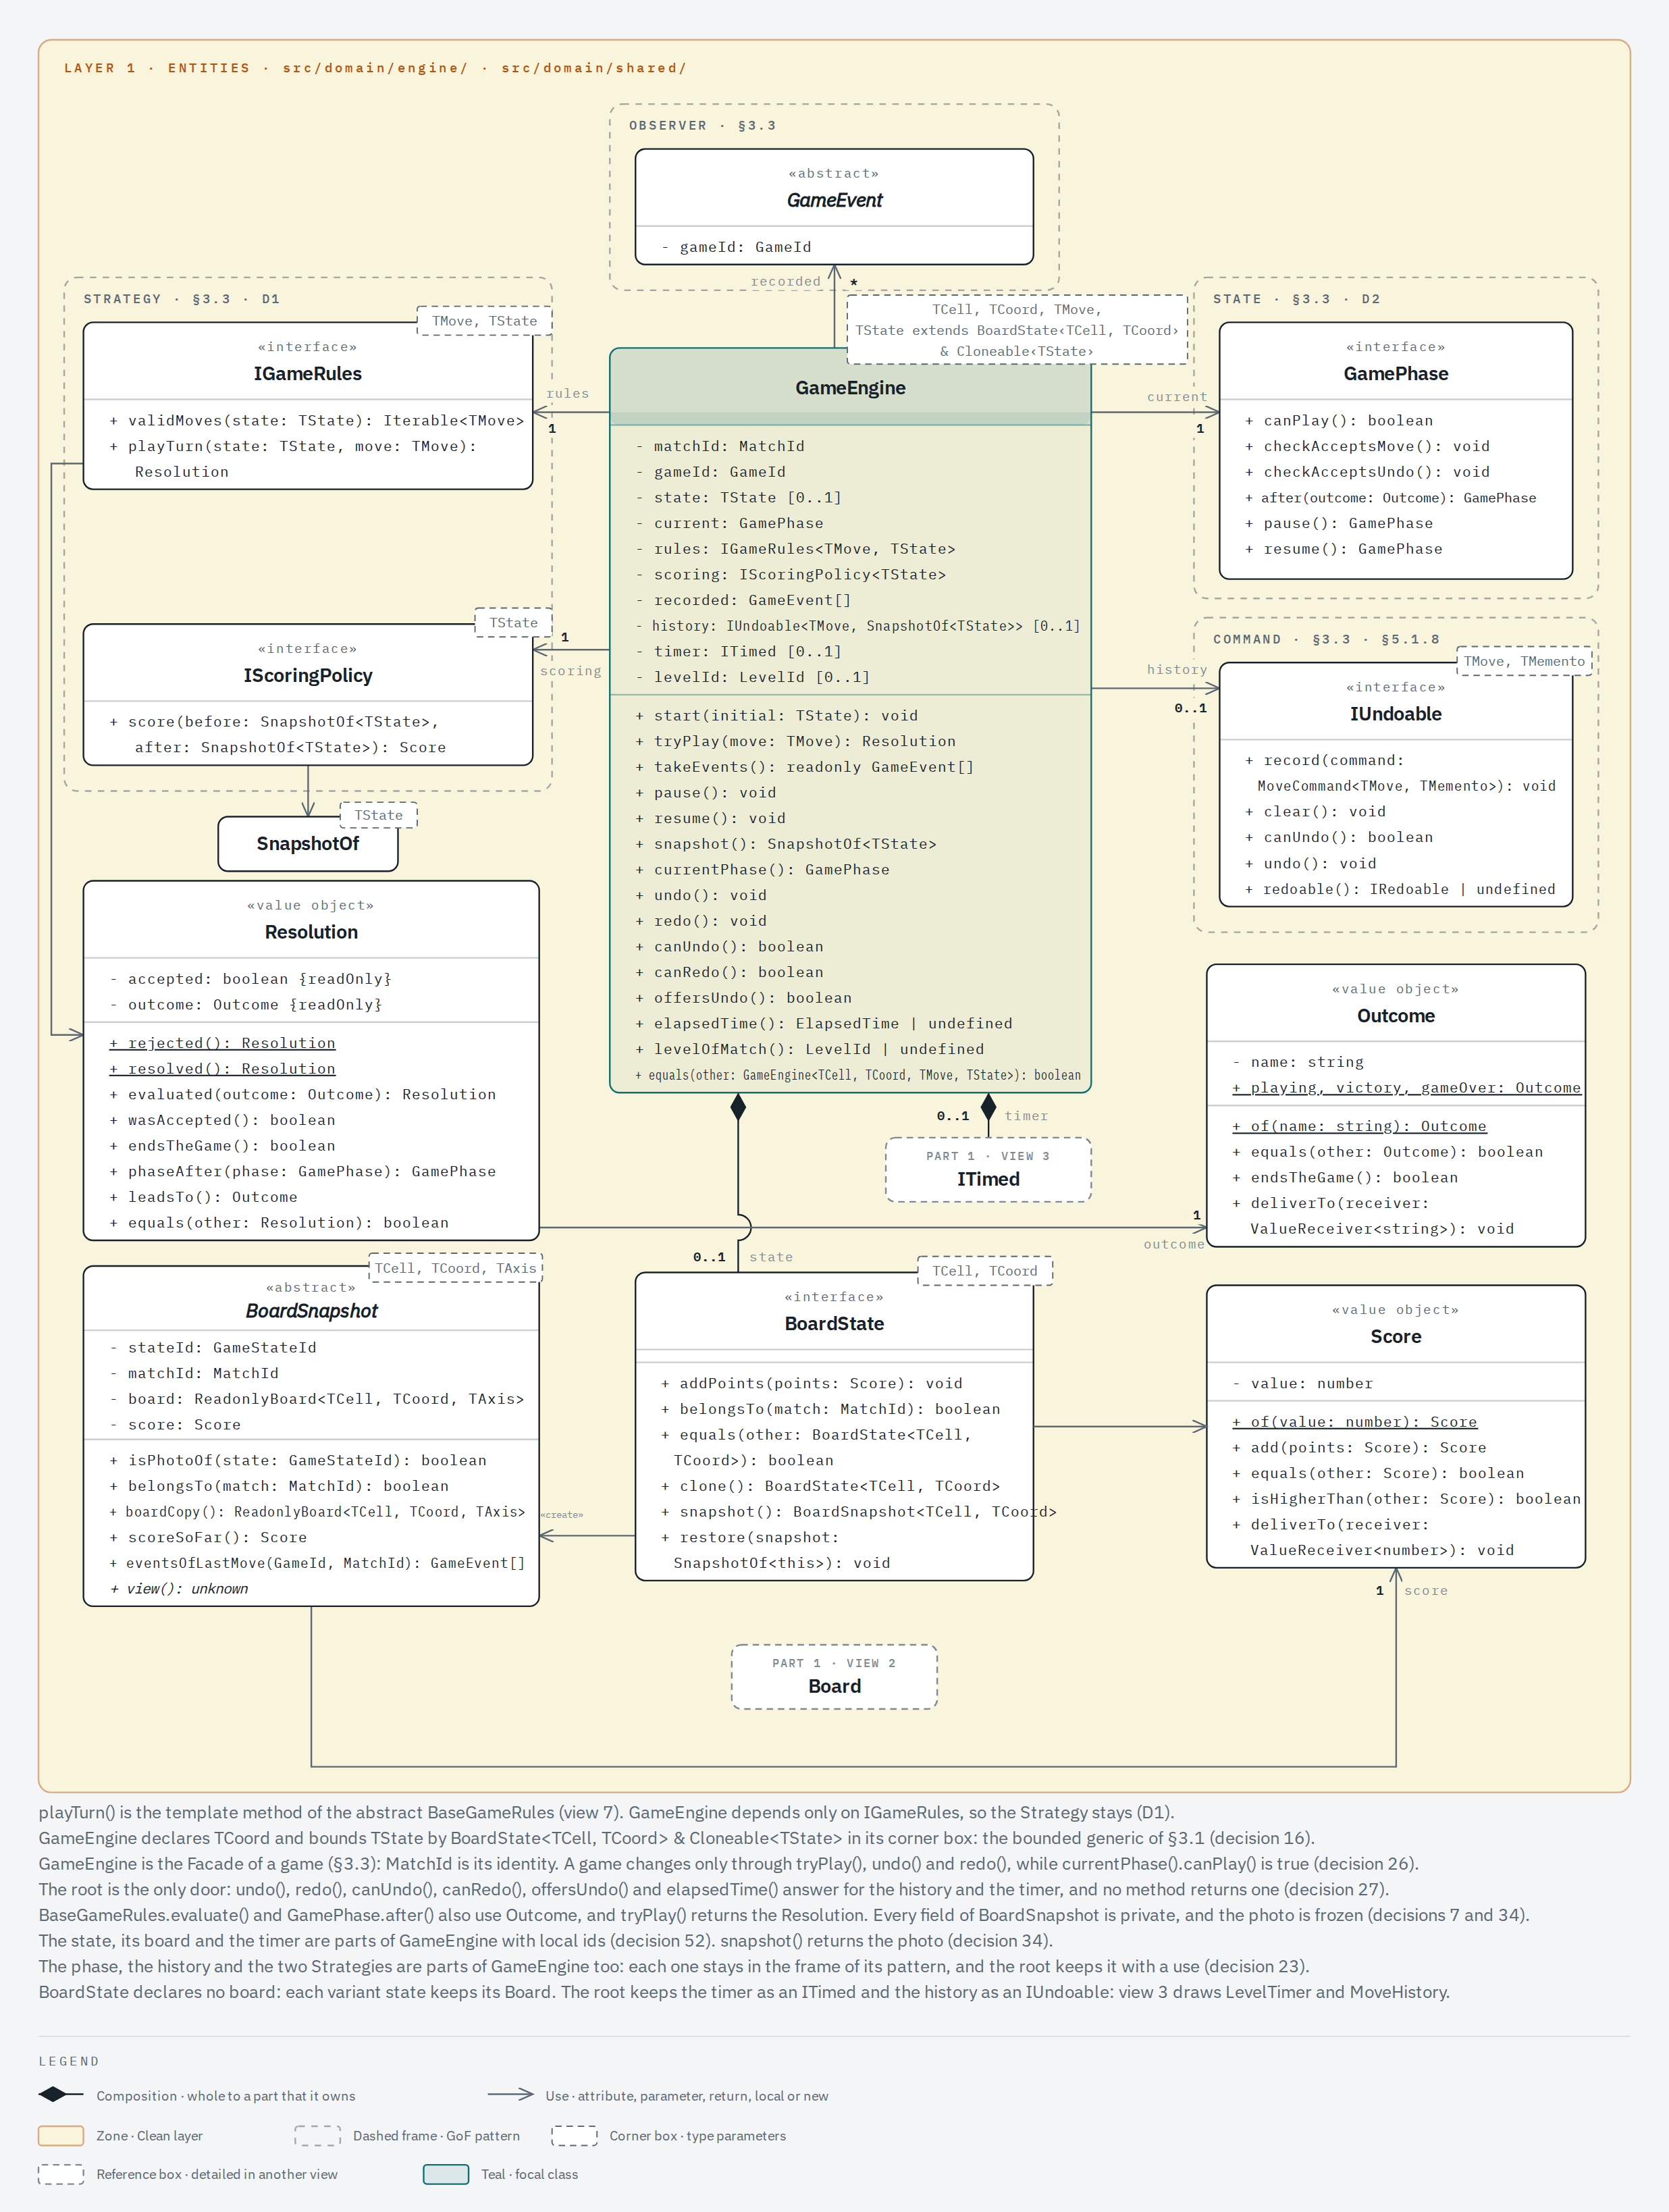 LAYER 1 · ENTITIES · src/domain/engine/ · src/domain/shared/
OBSERVER · §3.3
«abstract»
GameEvent
- gameId: GameId
recorded
*
STRATEGY · §3.3 · D1
TMove, TState
«interface»
IGameRules
+ validMoves(state: TState): Iterable<TMove>
+ playTurn(state: TState, move: TMove):
Resolution
rules
1
TState
«interface»
IScoringPolicy
+ score(before: SnapshotOf<TState>,
after: SnapshotOf<TState>): Score
1
scoring
TState
SnapshotOf
TCell, TCoord, TMove,
TState extends BoardState‹TCell, TCoord›
& Cloneable‹TState›
GameEngine
- matchId: MatchId
- gameId: GameId
- state: TState [0..1]
- current: GamePhase
- rules: IGameRules<TMove, TState>
- scoring: IScoringPolicy<TState>
- recorded: GameEvent[]
- history: IUndoable<TMove, SnapshotOf<TState>> [0..1]
- timer: ITimed [0..1]
- levelId: LevelId [0..1]
+ start(initial: TState): void
+ tryPlay(move: TMove): Resolution
+ takeEvents(): readonly GameEvent[]
+ pause(): void
+ resume(): void
+ snapshot(): SnapshotOf<TState>
+ currentPhase(): GamePhase
+ undo(): void
+ redo(): void
+ canUndo(): boolean
+ canRedo(): boolean
+ offersUndo(): boolean
+ elapsedTime(): ElapsedTime | undefined
+ levelOfMatch(): LevelId | undefined
+ equals(other: GameEngine<TCell, TCoord, TMove, TState>): boolean
STATE · §3.3 · D2
«interface»
GamePhase
+ canPlay(): boolean
+ checkAcceptsMove(): void
+ checkAcceptsUndo(): void
+ after(outcome: Outcome): GamePhase
+ pause(): GamePhase
+ resume(): GamePhase
current
1
COMMAND · §3.3 · §5.1.8
TMove, TMemento
«interface»
IUndoable
+ record(command:
MoveCommand<TMove, TMemento>): void
+ clear(): void
+ canUndo(): boolean
+ undo(): void
+ redoable(): IRedoable | undefined
history
0..1
«value object»
Resolution
- accepted: boolean {readOnly}
- outcome: Outcome {readOnly}
+ rejected(): Resolution
+ resolved(): Resolution
+ evaluated(outcome: Outcome): Resolution
+ wasAccepted(): boolean
+ endsTheGame(): boolean
+ phaseAfter(phase: GamePhase): GamePhase
+ leadsTo(): Outcome
+ equals(other: Resolution): boolean
«value object»
Outcome
- name: string
+ playing, victory, gameOver: Outcome
+ of(name: string): Outcome
+ equals(other: Outcome): boolean
+ endsTheGame(): boolean
+ deliverTo(receiver:
ValueReceiver<string>): void
0..1
timer
PART 1 · VIEW 3
ITimed
1
outcome
0..1
state
TCell, TCoord, TAxis
«abstract»
BoardSnapshot
- stateId: GameStateId
- matchId: MatchId
- board: ReadonlyBoard<TCell, TCoord, TAxis>
- score: Score
+ isPhotoOf(state: GameStateId): boolean
+ belongsTo(match: MatchId): boolean
+ boardCopy(): ReadonlyBoard<TCell, TCoord, TAxis>
+ scoreSoFar(): Score
+ eventsOfLastMove(GameId, MatchId): GameEvent[]
+ view(): unknown
«create»
TCell, TCoord
«interface»
BoardState
+ addPoints(points: Score): void
+ belongsTo(match: MatchId): boolean
+ equals(other: BoardState<TCell,
TCoord>): boolean
+ clone(): BoardState<TCell, TCoord>
+ snapshot(): BoardSnapshot<TCell, TCoord>
+ restore(snapshot:
SnapshotOf<this>): void
«value object»
Score
- value: number
+ of(value: number): Score
+ add(points: Score): Score
+ equals(other: Score): boolean
+ isHigherThan(other: Score): boolean
+ deliverTo(receiver:
ValueReceiver<number>): void
1
score
PART 1 · VIEW 2
Board
playTurn() is the template method of the abstract BaseGameRules (view 7). GameEngine depends only on IGameRules, so the Strategy stays (D1).
GameEngine declares TCoord and bounds TState by BoardState<TCell, TCoord> & Cloneable<TState> in its corner box: the bounded generic of §3.1 (decision 16).
GameEngine is the Facade of a game (§3.3): MatchId is its identity. A game changes only through tryPlay(), undo() and redo(), while currentPhase().canPlay() is true (decision 26).
The root is the only door: undo(), redo(), canUndo(), canRedo(), offersUndo() and elapsedTime() answer for the history and the timer, and no method returns one (decision 27).
BaseGameRules.evaluate() and GamePhase.after() also use Outcome, and tryPlay() returns the Resolution. Every field of BoardSnapshot is private, and the photo is frozen (decisions 7 and 34).
The state, its board and the timer are parts of GameEngine with local ids (decision 52). snapshot() returns the photo (decision 34).
The phase, the history and the two Strategies are parts of GameEngine too: each one stays in the frame of its pattern, and the root keeps it with a use (decision 23).
BoardState declares no board: each variant state keeps its Board. The root keeps the timer as an ITimed and the history as an IUndoable: view 3 draws LevelTimer and MoveHistory.
LEGEND
Composition · whole to a part that it owns
Use · attribute, parameter, return, local or new
Zone · Clean layer
Dashed frame · GoF pattern
Corner box · type parameters
Reference box · detailed in another view
Teal · focal class